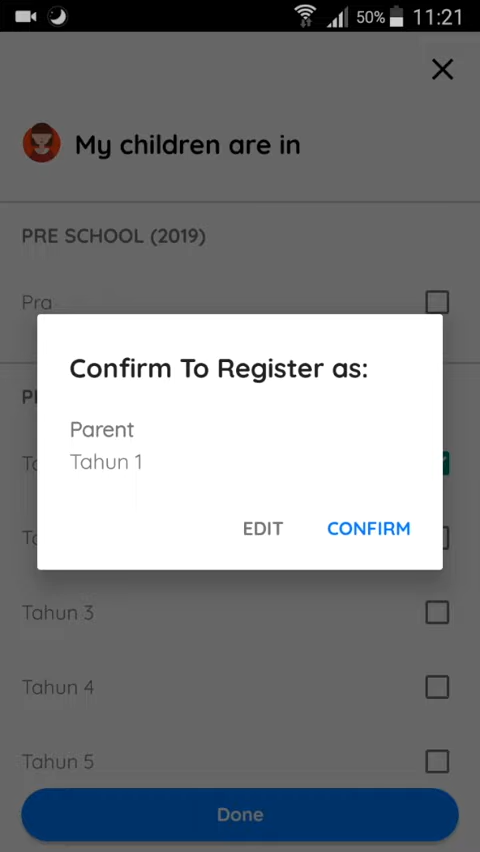 50% 11:21
My children are in
PRE SCHOOL (2019)
Pra
Confirm To Register as:
Parent
Tahun 1
EDIT CONFIRM
Tahun 3
Tahun 4
Tahun 5
Done